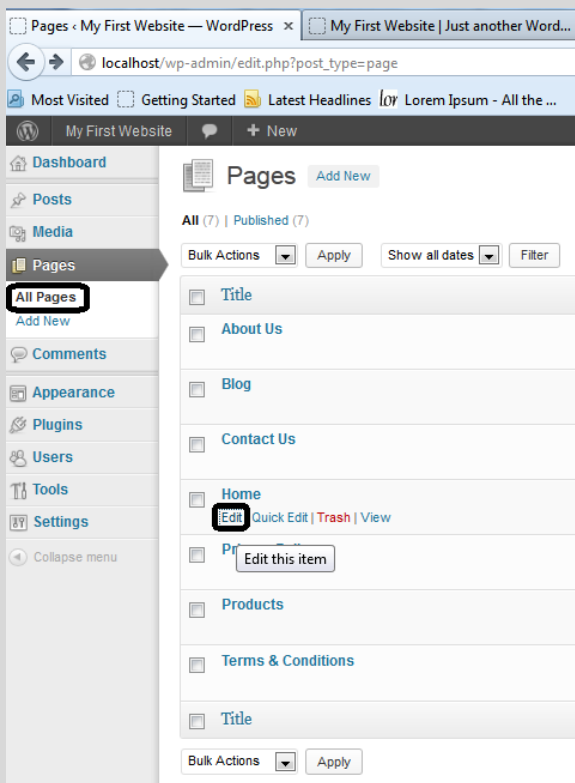 Pages ‹ My First Website — WordPress × My First Website | Just another Word...
localhost/wp-admin/edit.php?post_type=page
Most Visited Getting Started Latest Headlines lor Lorem Ipsum - All the ...
My First Website + New
Dashboard
Posts
Media
Pages
All Pages
Add New
Comments
Appearance
Plugins
Users
Tools
Settings
Collapse menu
Pages Add New
All (7) | Published (7)
Bulk Actions Apply Show all dates Filter
Title
About Us
Blog
Contact Us
Home
Edit Quick Edit | Trash | View
Edit this item
Products
Terms & Conditions
Title
Bulk Actions Apply